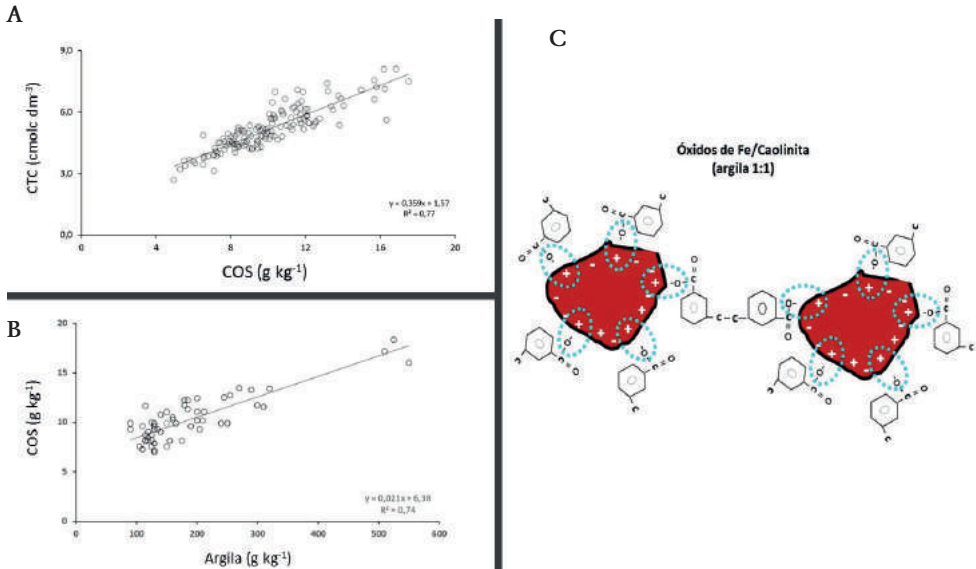 A
9,0
6,0
3,0
0,0
CTC (cmolc dm⁻³)
y = 0,359x + 1,57
R² = 0,77
0
4
8
12
16
20
COS (g kg⁻¹)
B
20
15
10
5
0
COS (g kg⁻¹)
y = 0,021x + 6,38
R² = 0,74
0
100
200
300
400
500
600
Argila (g kg⁻¹)
C
Óxidos de Fe/Caolinita
(argila 1:1)